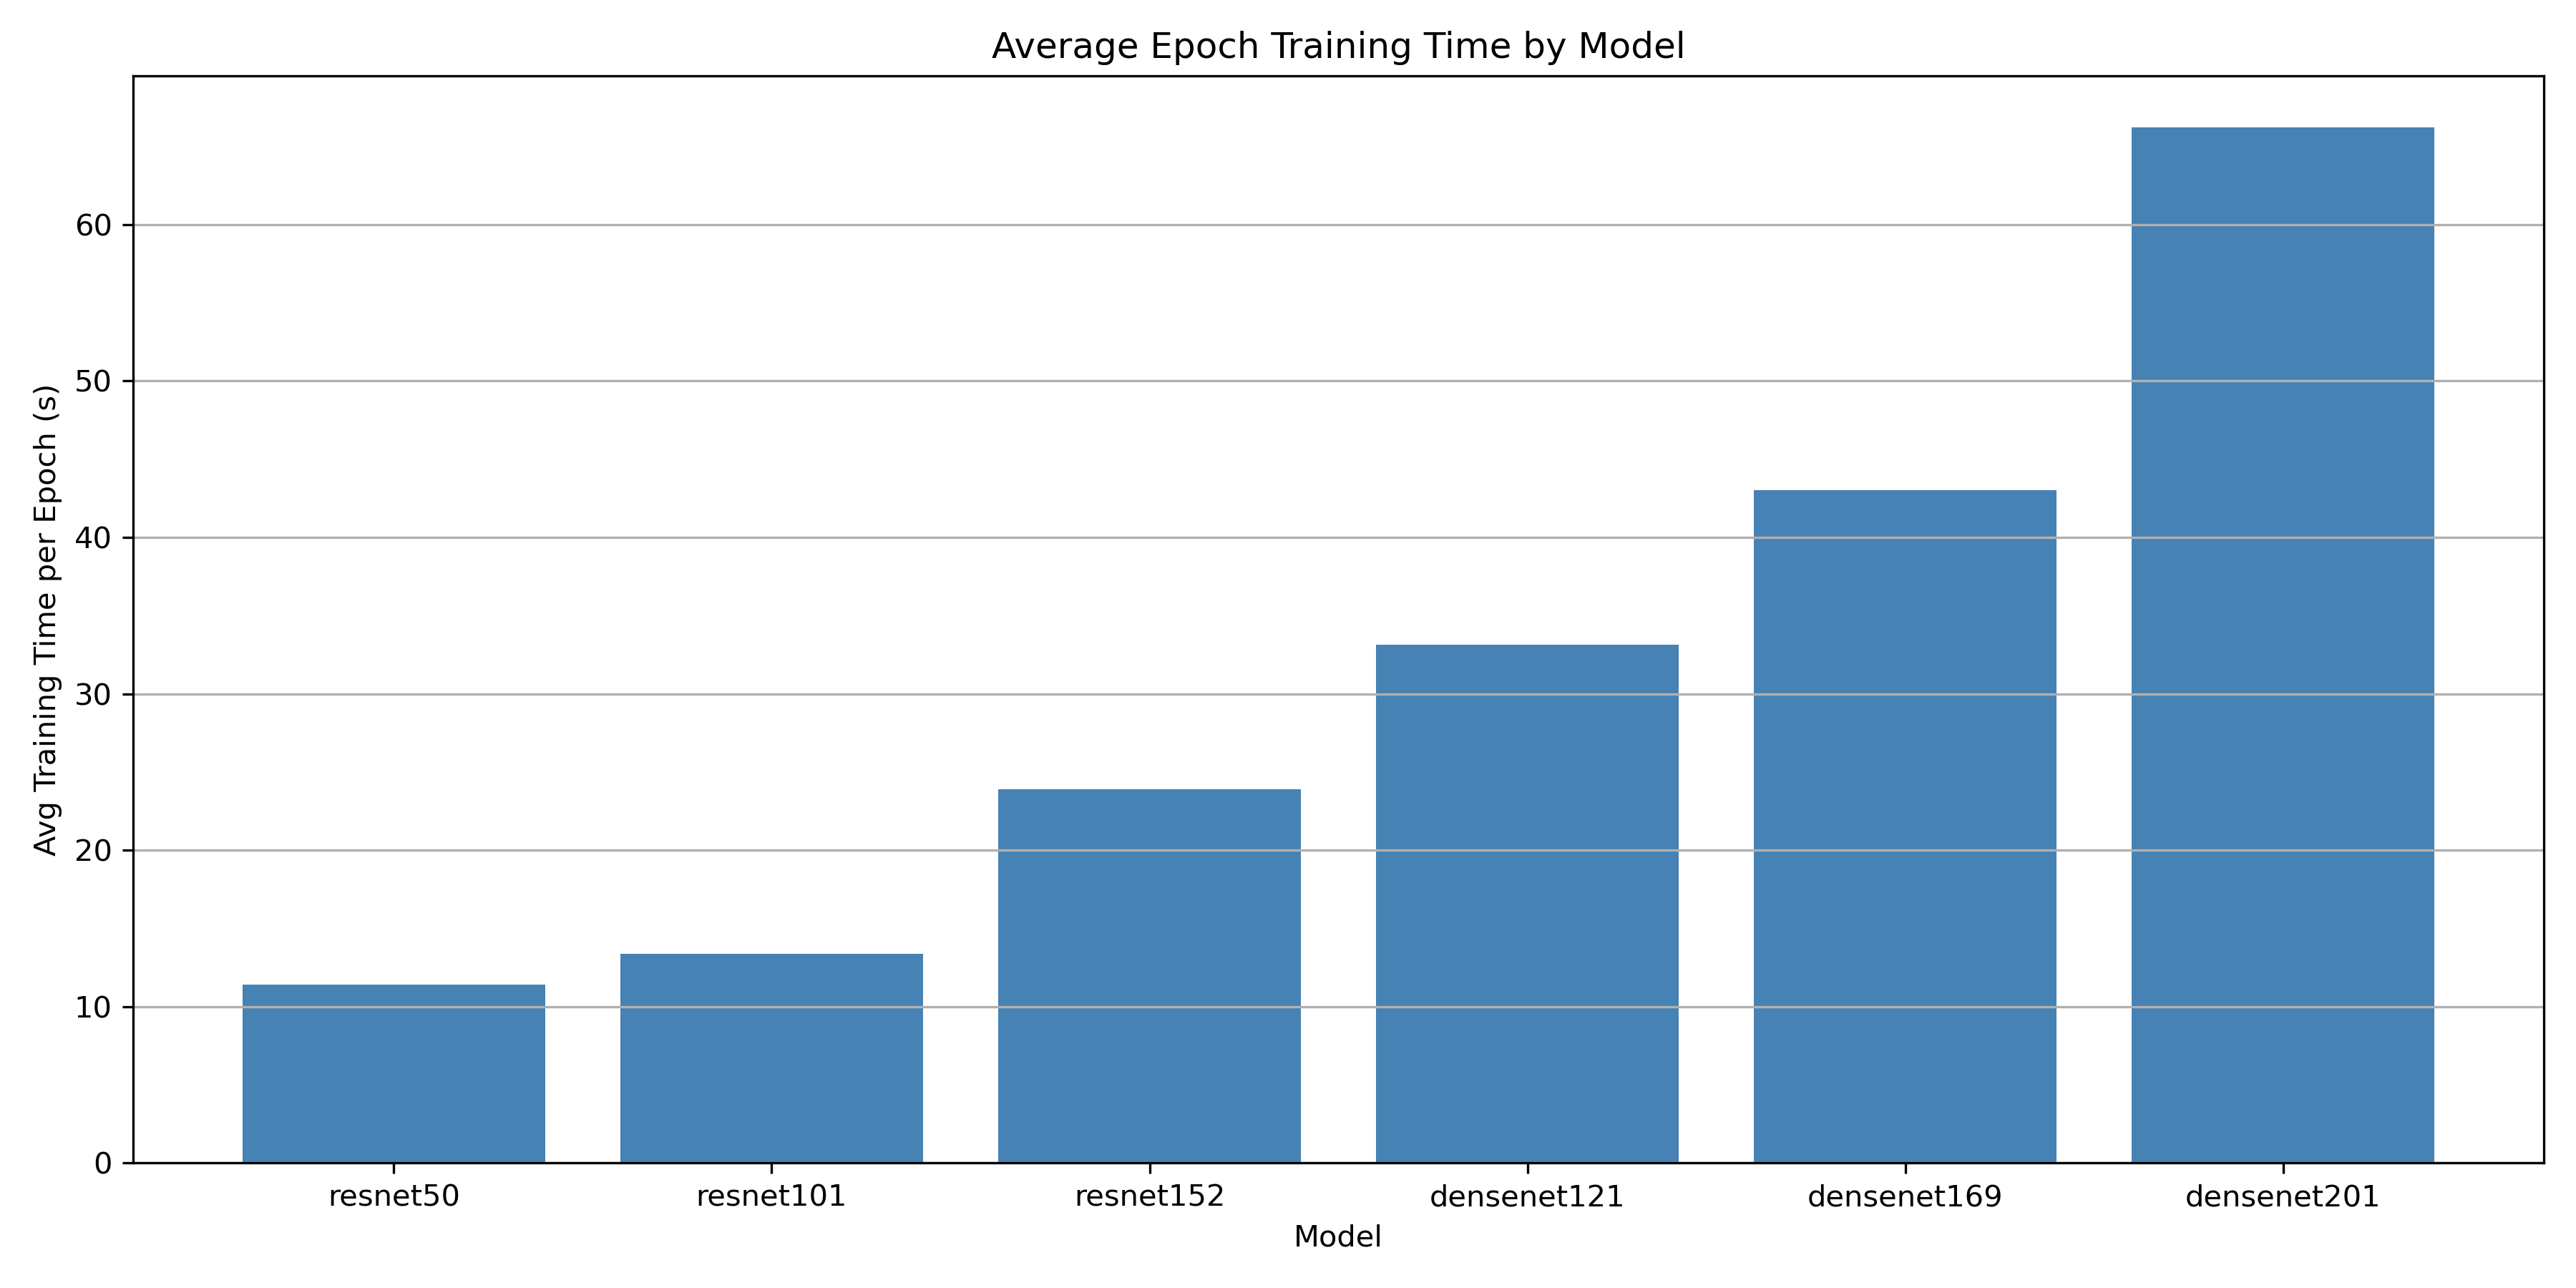 Average Epoch Training Time by Model
Avg Training Time per Epoch (s)
60
50
40
30
20
10
0
resnet50 resnet101 resnet152 densenet121 densenet169 densenet201
Model